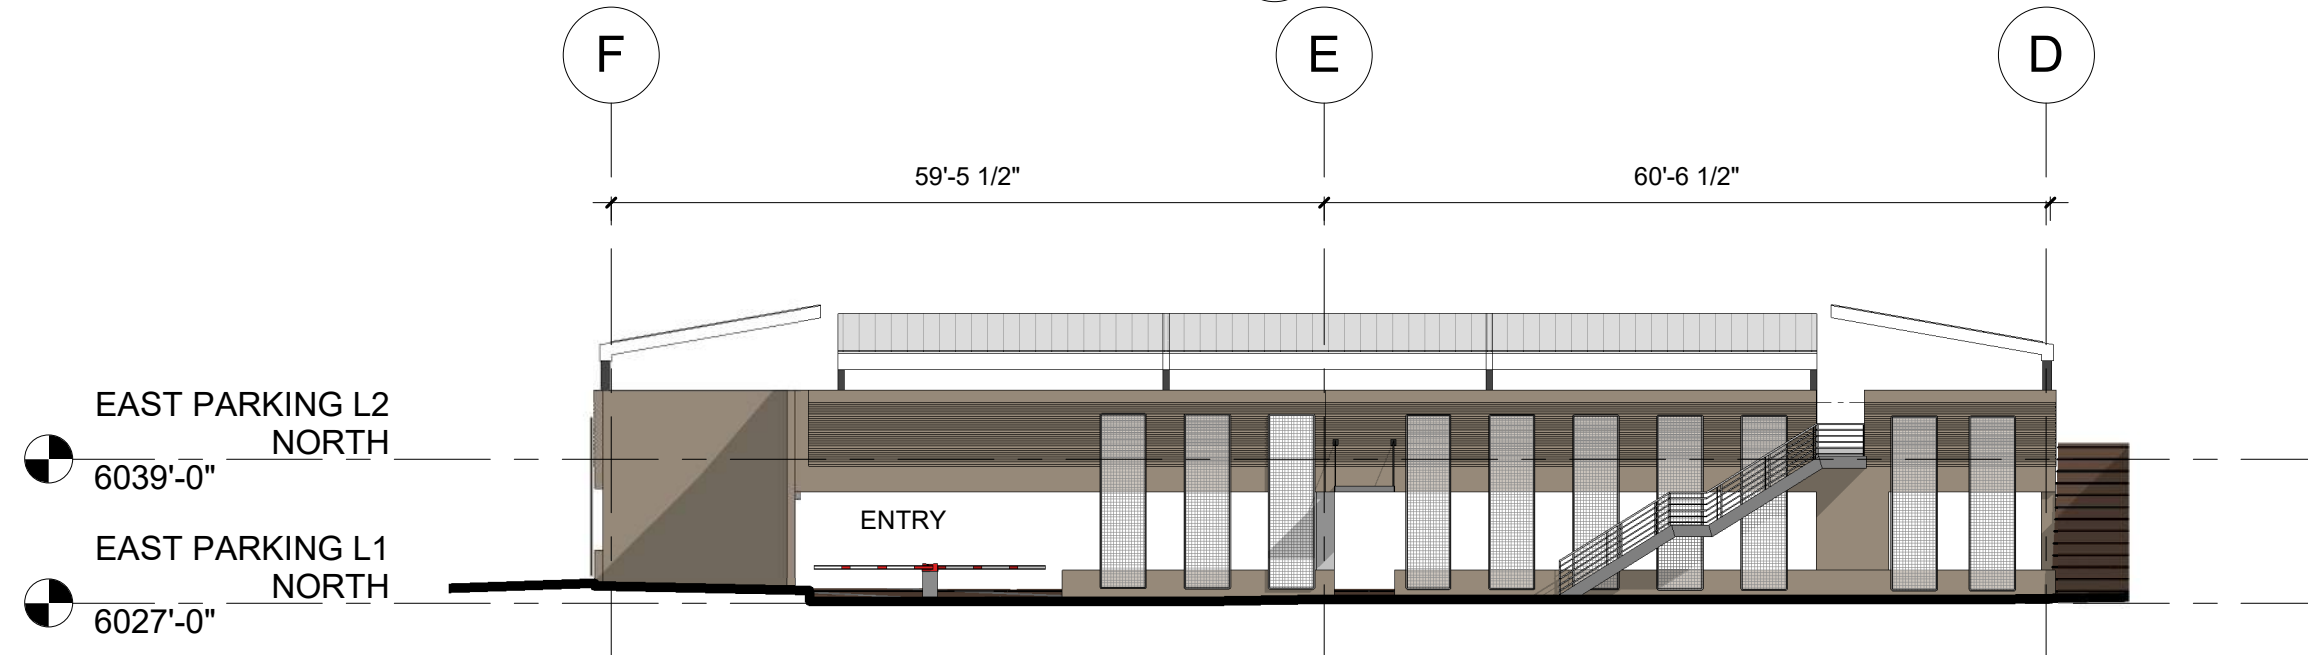 F
E
D
59'-5 1/2"
60'-6 1/2"
EAST PARKING L2
NORTH
6039'-0"
ENTRY
EAST PARKING L1
NORTH
6027'-0"